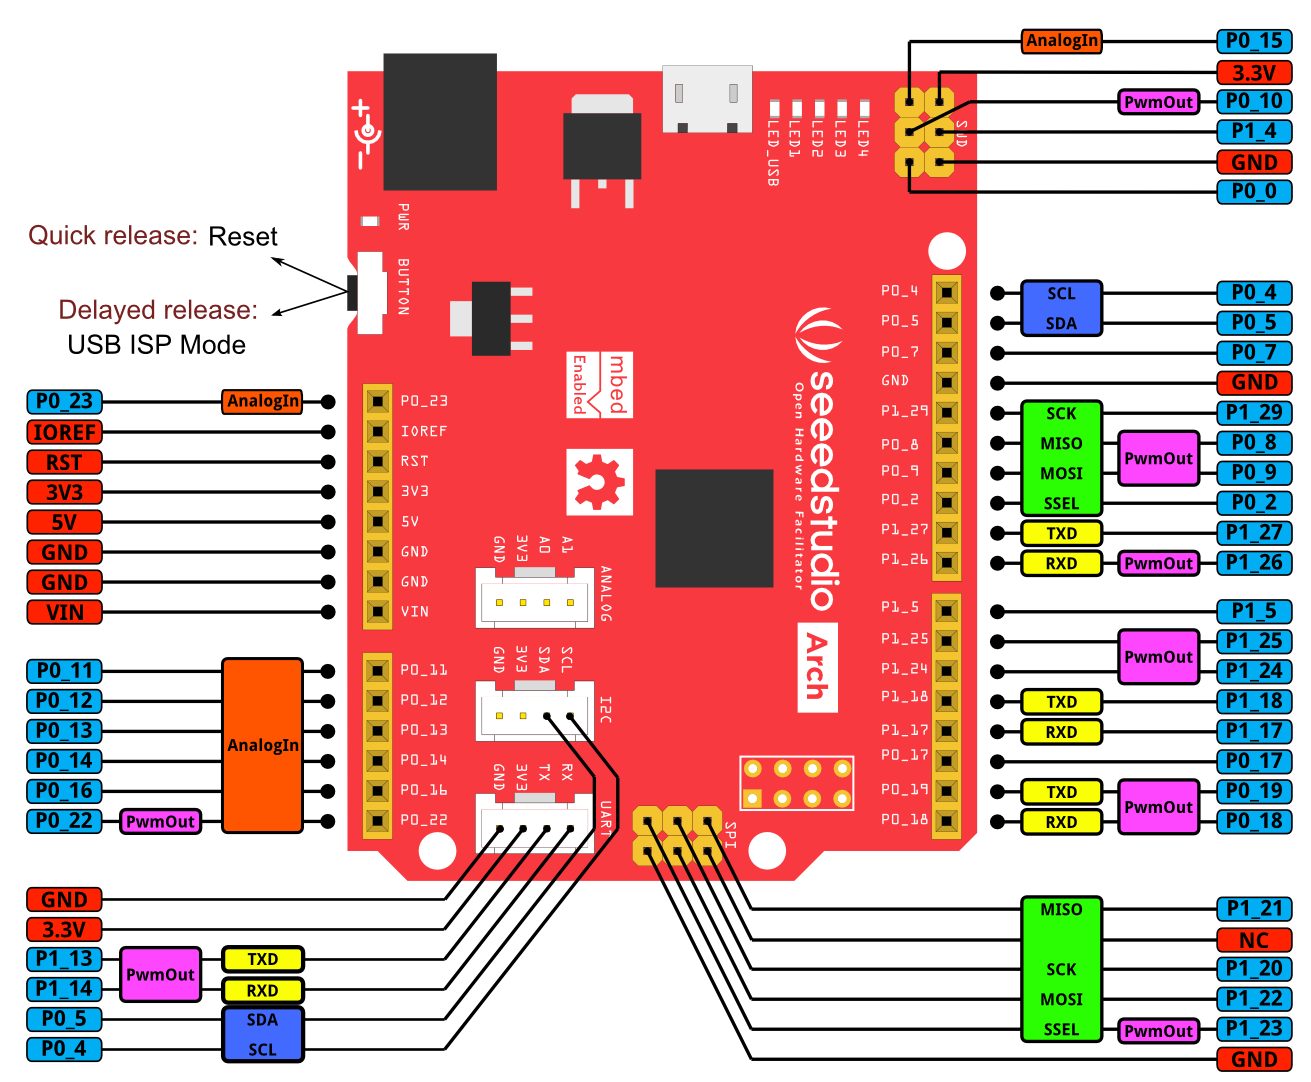 AnalogIn P0_15
3.3V
PwmOut P0_10
P1_4
GND
P0_0
SWD
LED_USB
LED1
LED2
LED3
LED4
PWR
BUTTON
Quick release: Reset
Delayed release:
USB ISP Mode
mbed
Enabled
seeedstudio
Open Hardware Facilitator
Arch
P0_23 AnalogIn P0_23
IOREF IOREF
RST RST
3V3 3V3
5V 5V
GND GND
GND GND
VIN VIN
P0_11 P0_11
P0_12 P0_12
P0_13 P0_13
AnalogIn
P0_14 P0_14
P0_16 P0_16
P0_22 PwmOut P0_22
GND 3V3 A0 A1
ANALOG
GND 3V3 SDA SCL
I2C
GND 3V3 TX RX
UART
SPI
P0_4 SCL P0_4
P0_5 SDA P0_5
P0_7 P0_7
GND GND
P1_29 SCK P1_29
P0_8 MISO P0_8
PwmOut
P0_9 MOSI P0_9
P0_2 SSEL P0_2
P1_27 TXD P1_27
P1_26 RXD PwmOut P1_26
P1_5 P1_5
P1_25 P1_25
PwmOut
P1_24 P1_24
P1_18 TXD P1_18
P1_17 RXD P1_17
P0_17 P0_17
P0_19 TXD P0_19
PwmOut
P0_18 RXD P0_18
GND
3.3V
P1_13 TXD
PwmOut
P1_14 RXD
P0_5 SDA
P0_4 SCL
MISO P1_21
NC
SCK P1_20
MOSI P1_22
SSEL PwmOut P1_23
GND